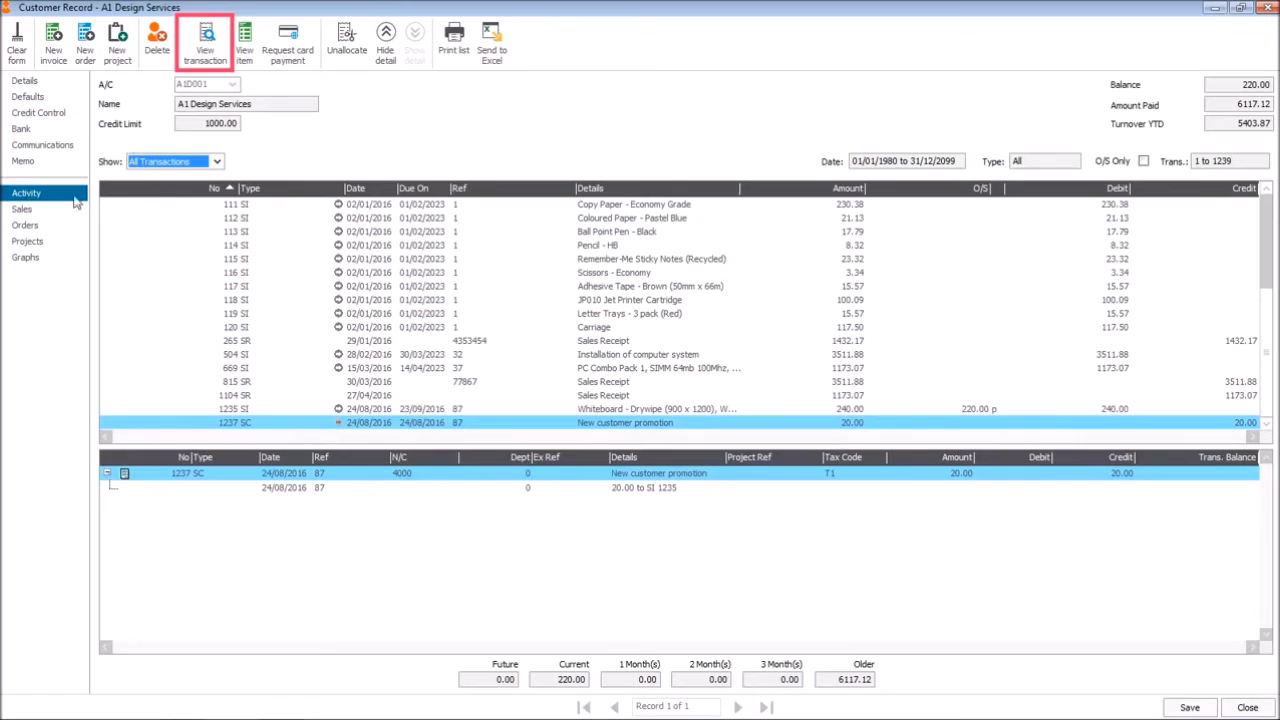 Customer Record - A1 Design Services
Clear form New invoice New order New project Delete View transaction View item Request card payment Unallocate Hide detail Show detail Print list Send to Excel
Details
Defaults
Credit Control
Bank
Communications
Memo
Activity
Sales
Orders
Projects
Graphs
A/C A1D001 Balance 220.00
Name A1 Design Services Amount Paid 6117.12
Credit Limit 1000.00 Turnover YTD 5403.87
Show: All Transactions Date: 01/01/1980 to 31/12/2099 Type: All O/S Only Trans.: 1 to 1239
No Type Date Due On Ref Details Amount O/S Debit Credit
111 SI 02/01/2016 01/02/2023 1 Copy Paper - Economy Grade 230.38 230.38
112 SI 02/01/2016 01/02/2023 1 Coloured Paper - Pastel Blue 21.13 21.13
113 SI 02/01/2016 01/02/2023 1 Ball Point Pen - Black 17.79 17.79
114 SI 02/01/2016 01/02/2023 1 Pencil - HB 8.32 8.32
115 SI 02/01/2016 01/02/2023 1 Remember-Me Sticky Notes (Recycled) 23.32 23.32
116 SI 02/01/2016 01/02/2023 1 Scissors - Economy 3.34 3.34
117 SI 02/01/2016 01/02/2023 1 Adhesive Tape - Brown (50mm x 66m) 15.57 15.57
118 SI 02/01/2016 01/02/2023 1 JP010 Jet Printer Cartridge 100.09 100.09
119 SI 02/01/2016 01/02/2023 1 Letter Trays - 3 pack (Red) 15.57 15.57
120 SI 02/01/2016 01/02/2023 1 Carriage 117.50 117.50
265 SR 29/01/2016 4353454 Sales Receipt 1432.17 1432.17
504 SI 28/02/2016 30/03/2023 32 Installation of computer system 3511.88 3511.88
669 SI 15/03/2016 14/04/2023 37 PC Combo Pack 1, SIMM 64mb 100Mhz, ... 1173.07 1173.07
815 SR 30/03/2016 77867 Sales Receipt 3511.88 3511.88
1104 SR 27/04/2016 Sales Receipt 1173.07 1173.07
1235 SI 24/08/2016 23/09/2016 87 Whiteboard - Drywipe (900 x 1200), W... 240.00 220.00 p 240.00
1237 SC 24/08/2016 24/08/2016 87 New customer promotion 20.00 20.00
No Type Date Ref N/C Dept Ex Ref Details Project Ref Tax Code Amount Debit Credit Trans. Balance
1237 SC 24/08/2016 87 4000 0 New customer promotion T1 20.00 20.00
24/08/2016 87 0 20.00 to SI 1235
Future Current 1 Month(s) 2 Month(s) 3 Month(s) Older
0.00 220.00 0.00 0.00 0.00 6117.12
Record 1 of 1
Save Close